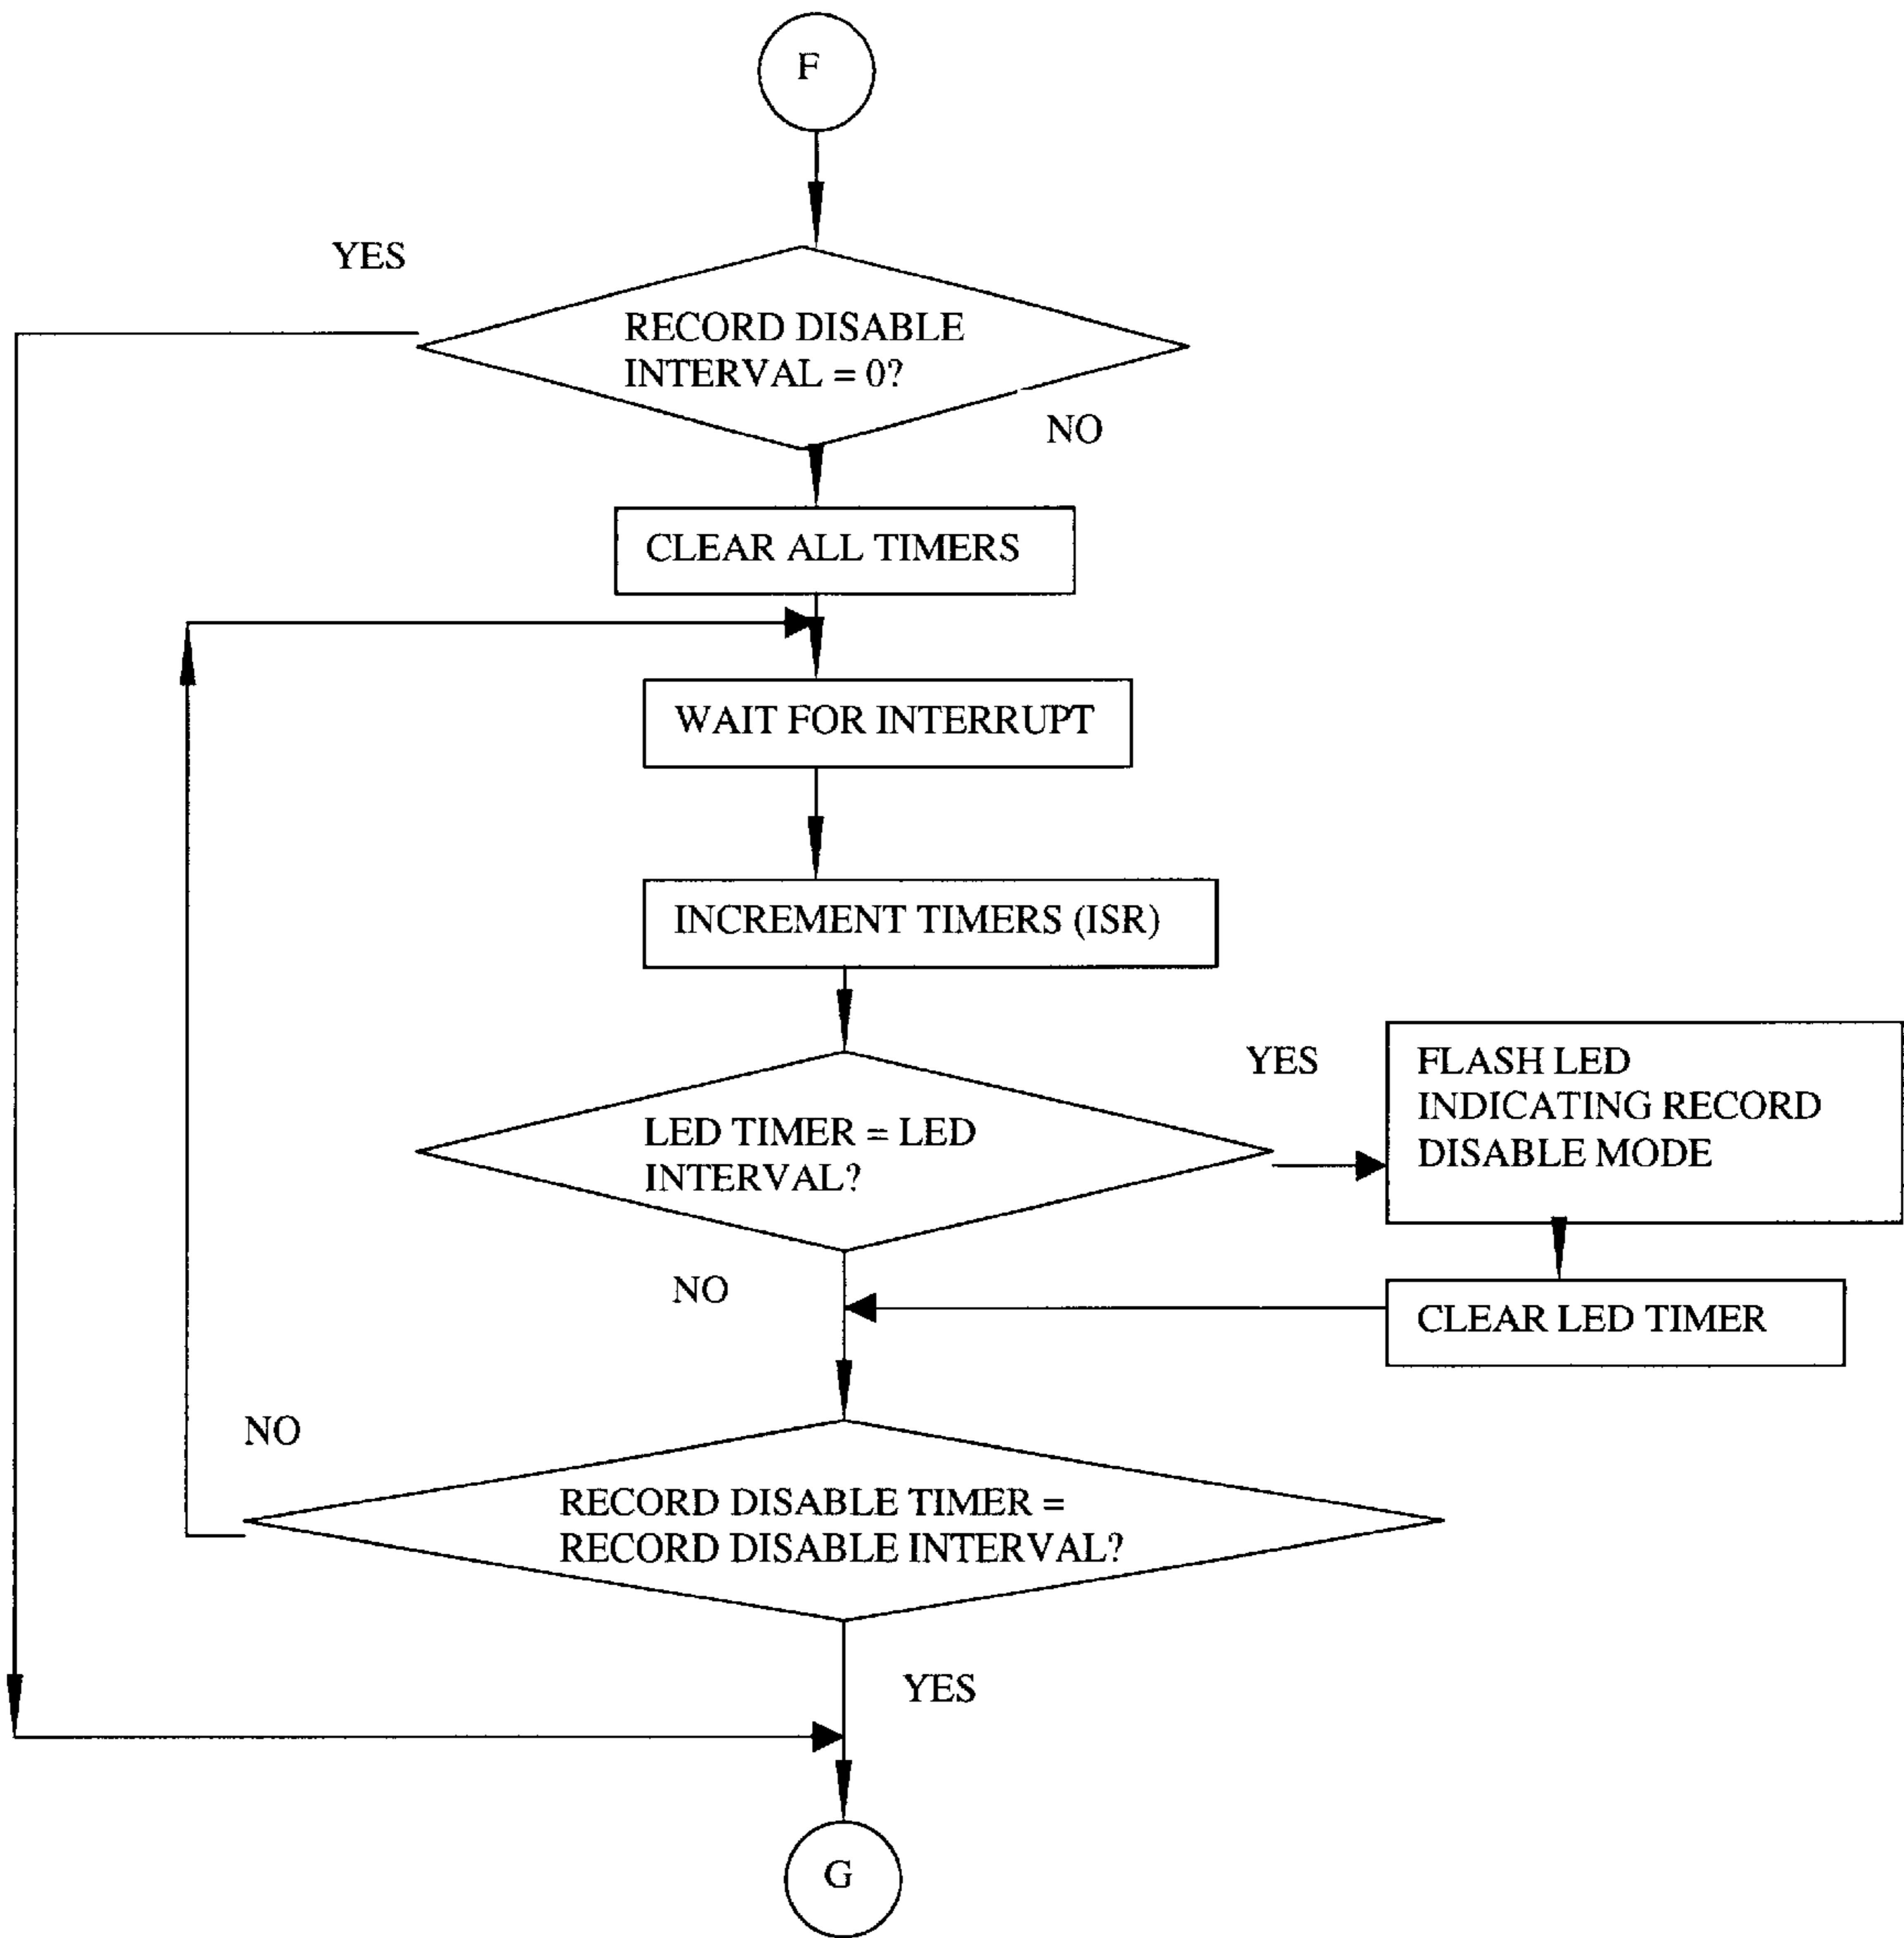 F
YES
RECORD DISABLE
INTERVAL = 0?
NO
CLEAR ALL TIMERS
WAIT FOR INTERRUPT
INCREMENT TIMERS (ISR)
LED TIMER = LED
INTERVAL?
YES
FLASH LED
INDICATING RECORD
DISABLE MODE
NO
CLEAR LED TIMER
NO
RECORD DISABLE TIMER =
RECORD DISABLE INTERVAL?
YES
G